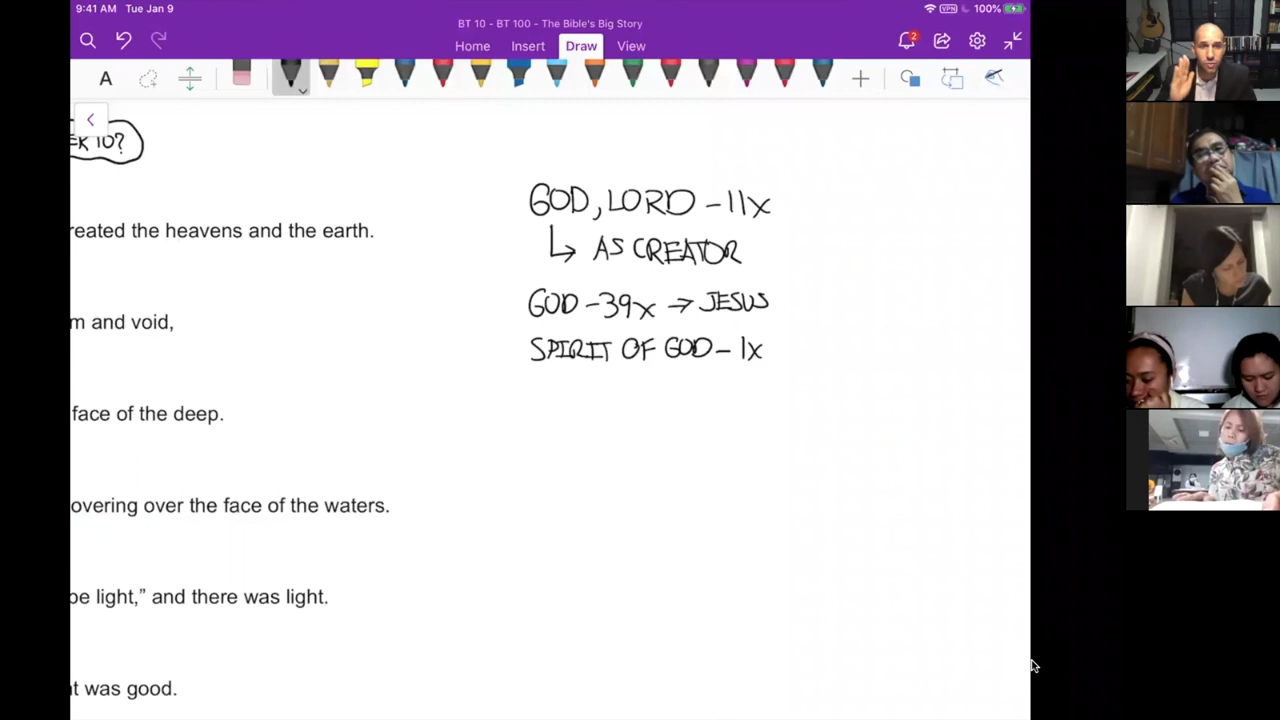 9:41 AM Tue Jan 9
VPN 100%
BT 10 - BT 100 - The Bible's Big Story
Home Insert Draw View
2
A
ER 10?
reated the heavens and the earth.
m and void,
face of the deep.
overing over the face of the waters.
be light,” and there was light.
t was good.
GOD, LORD - 11x
↳ AS CREATOR
GOD - 39x → JESUS
SPIRIT OF GOD - 1x